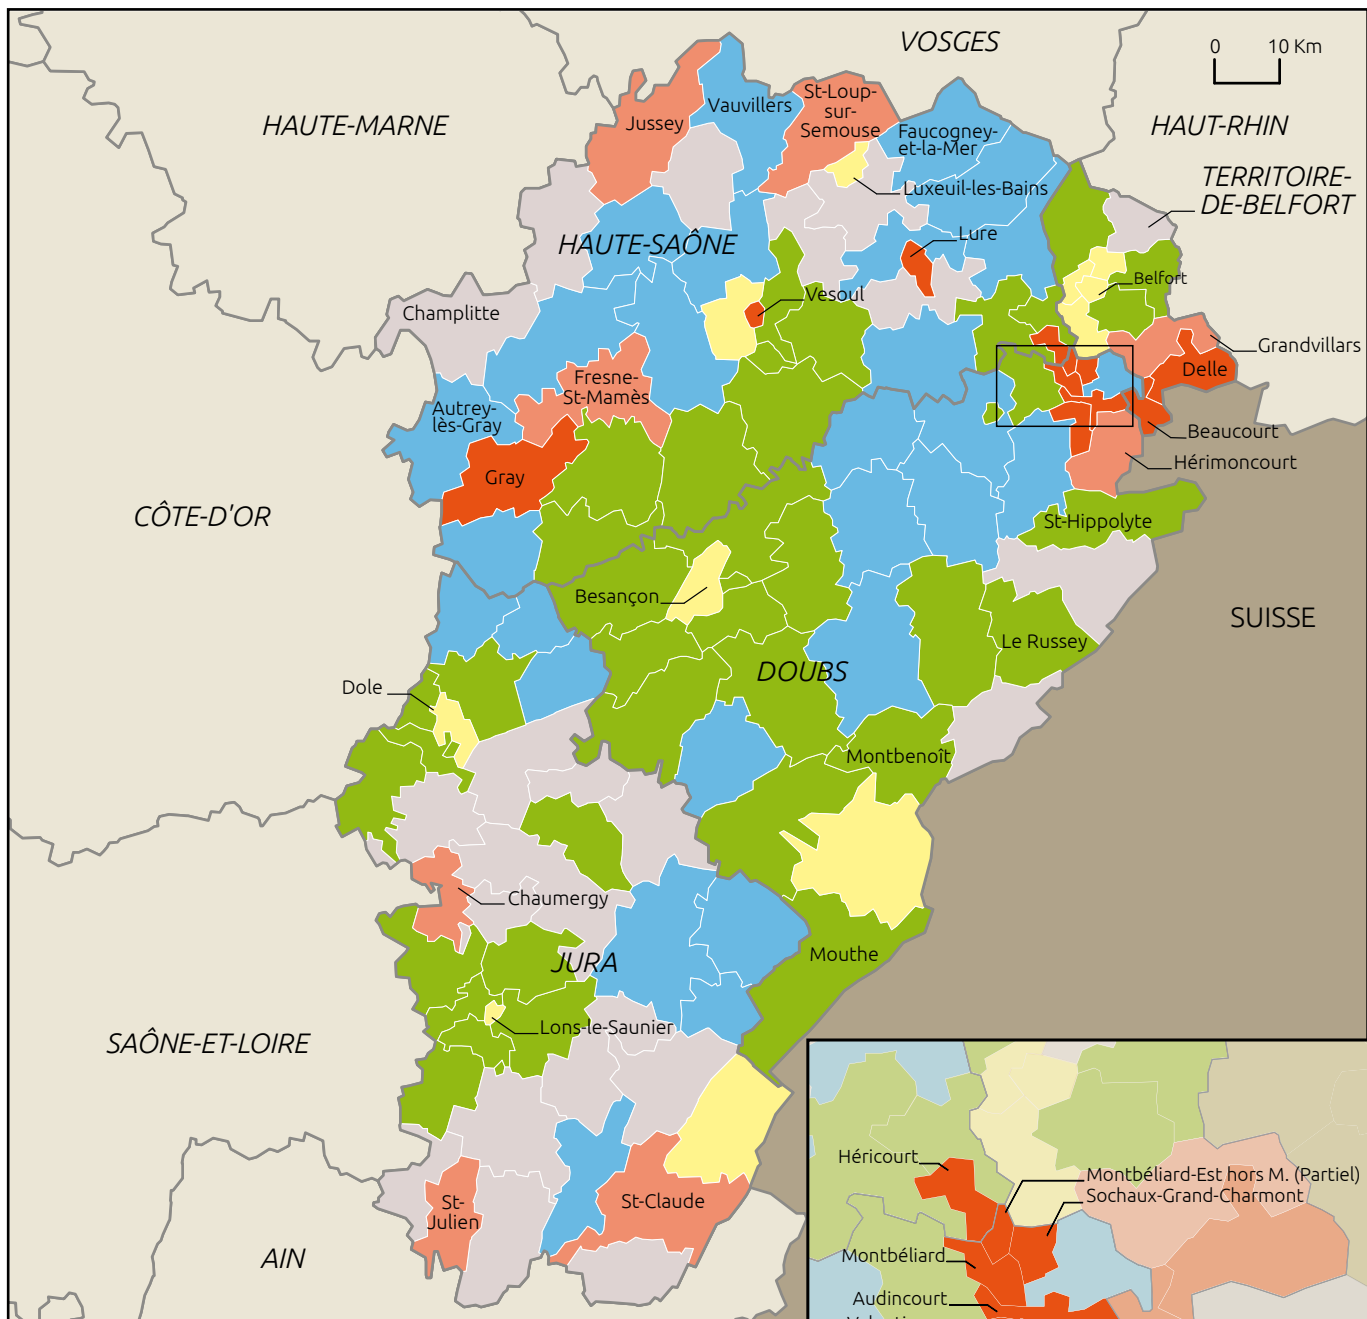 VOSGES
0 10 Km
HAUTE-MARNE
HAUT-RHIN
Jussey
Vauvillers
St-Loup-
sur-
Semouse
Faucogney-
et-la-Mer
Luxeuil-les-Bains
TERRITOIRE-
DE-BELFORT
HAUTE-SAÔNE
Lure
Belfort
Vesoul
Champlitte
Grandvillars
Delle
Fresne-
St-Mamès
Autrey-
lès-Gray
Beaucourt
Hérimoncourt
Gray
CÔTE-D'OR
St-Hippolyte
Besançon
SUISSE
Le Russey
DOUBS
Dole
Montbenoît
Chaumergy
Mouthe
JURA
Lons-le-Saunier
SAÔNE-ET-LOIRE
St-
Julien
St-Claude
AIN
Héricourt
Montbéliard-Est hors M. (Partiel)
Sochaux-Grand-Charmont
Montbéliard
Audincourt